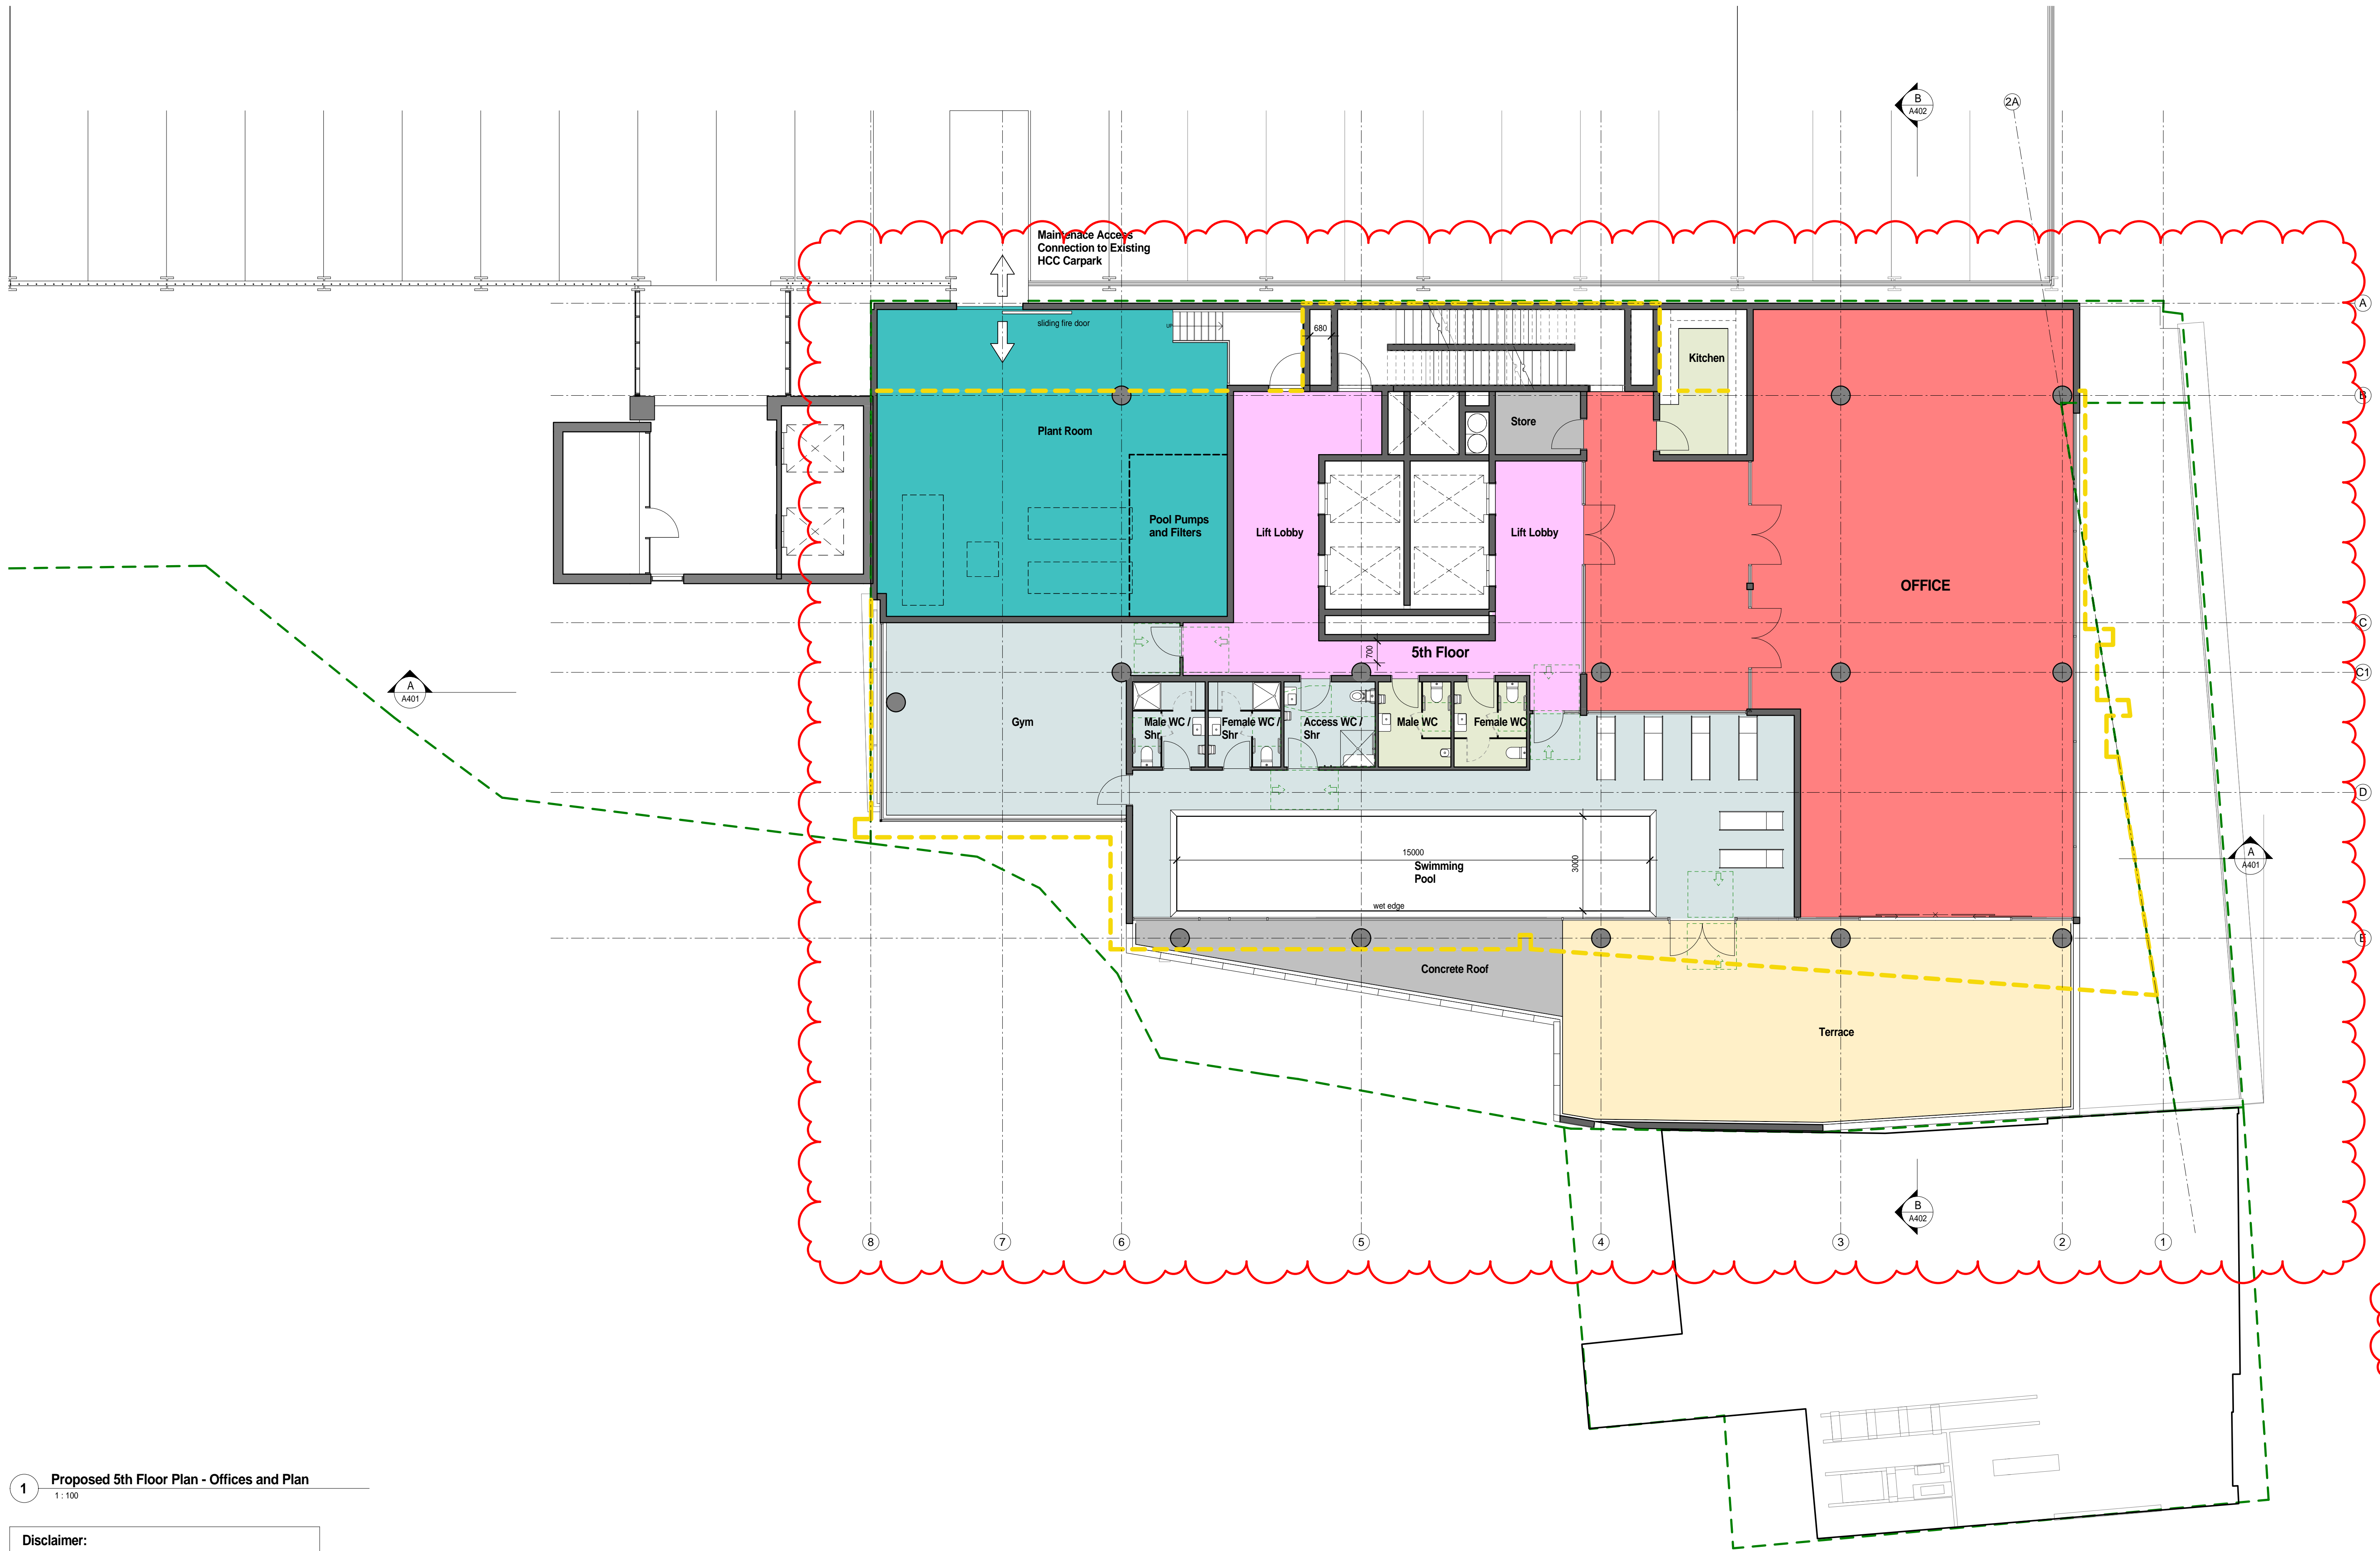 B
A402
2A
Maintenace Access
Connection to Existing
HCC Carpark
A
sliding fire door
UP
680
Kitchen
B
Plant Room
Store
Pool Pumps
and Filters
Lift Lobby
Lift Lobby
OFFICE
C
700
5th Floor
C1
A
A401
Gym
Male WC /
Shr
Female WC /
Shr
Access WC /
Shr
Male WC
Female WC
D
15000
3000
Swimming
Pool
A
A401
wet edge
E
Concrete Roof
Terrace
B
A402
8
7
6
5
4
3
2
1
1
Proposed 5th Floor Plan - Offices and Plan
1 : 100
Disclaimer: